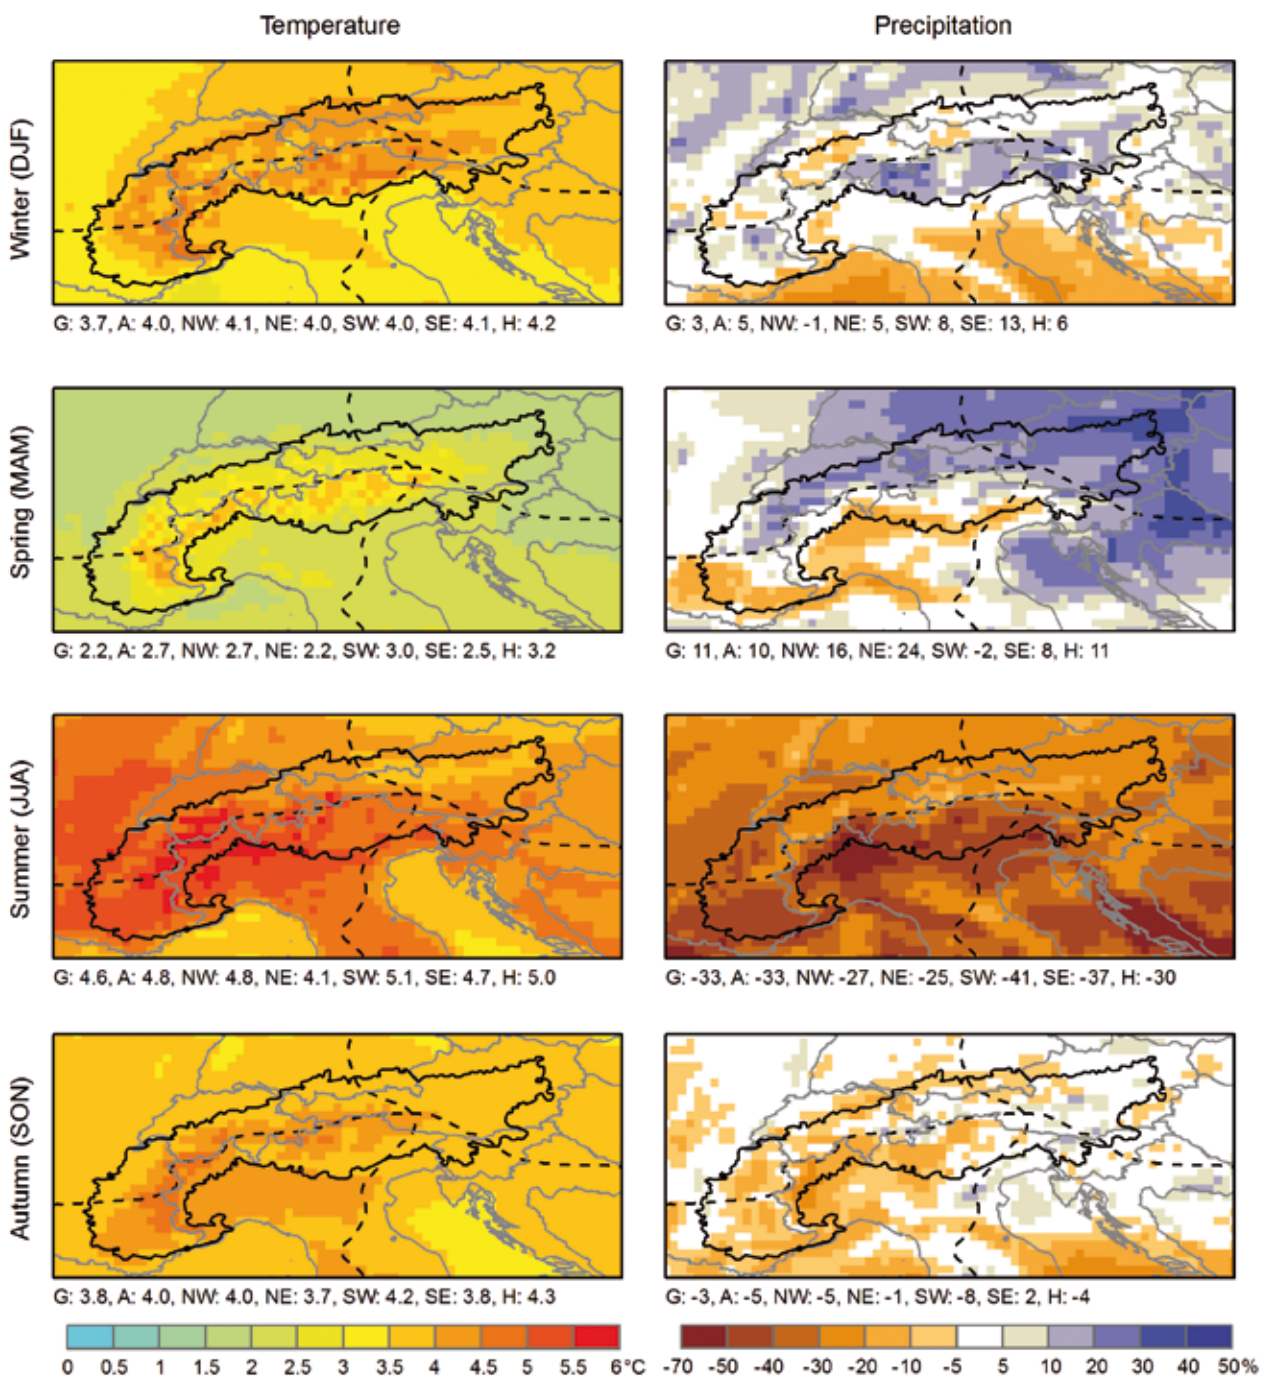 Temperature Precipitation
Winter (DJF)
G: 3.7, A: 4.0, NW: 4.1, NE: 4.0, SW: 4.0, SE: 4.1, H: 4.2
G: 3, A: 5, NW: -1, NE: 5, SW: 8, SE: 13, H: 6
Spring (MAM)
G: 2.2, A: 2.7, NW: 2.7, NE: 2.2, SW: 3.0, SE: 2.5, H: 3.2
G: 11, A: 10, NW: 16, NE: 24, SW: -2, SE: 8, H: 11
Summer (JJA)
G: 4.6, A: 4.8, NW: 4.8, NE: 4.1, SW: 5.1, SE: 4.7, H: 5.0
G: -33, A: -33, NW: -27, NE: -25, SW: -41, SE: -37, H: -30
Autumn (SON)
G: 3.8, A: 4.0, NW: 4.0, NE: 3.7, SW: 4.2, SE: 3.8, H: 4.3
G: -3, A: -5, NW: -5, NE: -1, SW: -8, SE: 2, H: -4
0 0.5 1 1.5 2 2.5 3 3.5 4 4.5 5 5.5 6°C
-70 -50 -40 -30 -20 -10 -5 5 10 20 30 40 50%